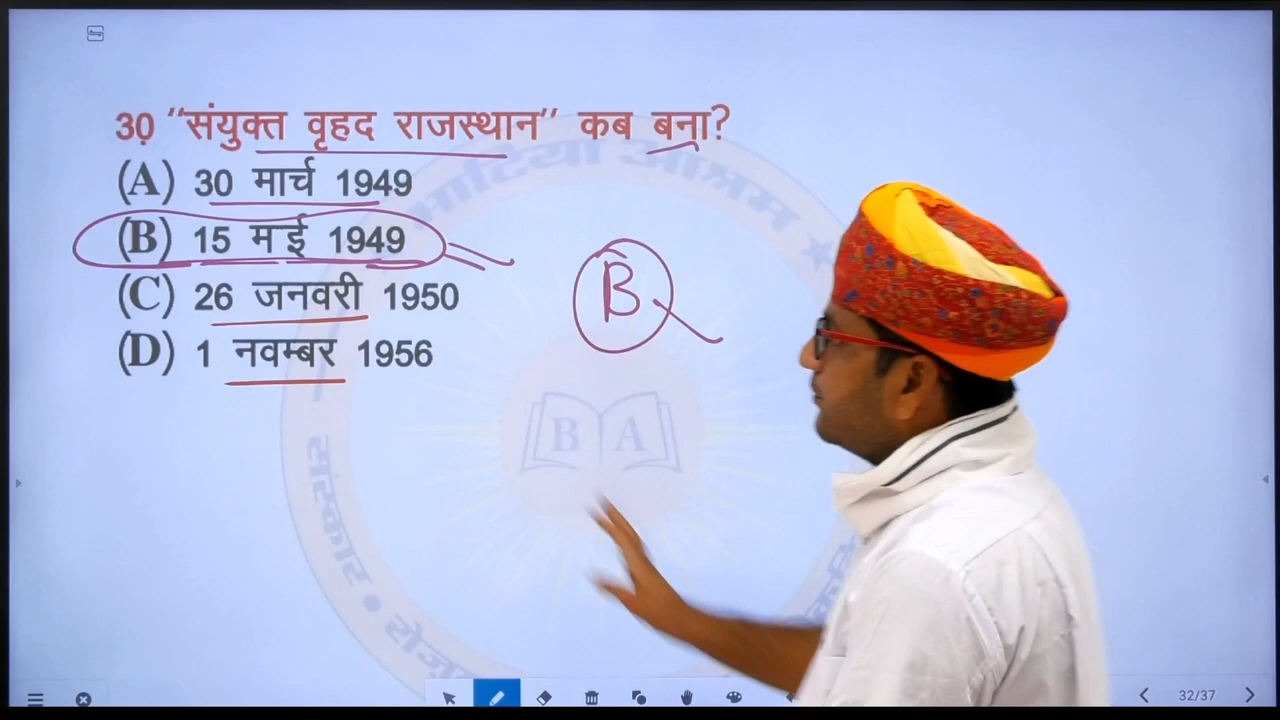 30 "संयुक्त वृहद राजस्थान" कब बना?
(A) 30 मार्च 1949
(B) 15 मई 1949
(C) 26 जनवरी 1950
(D) 1 नवम्बर 1956
B
B A
संस्कार
32/37